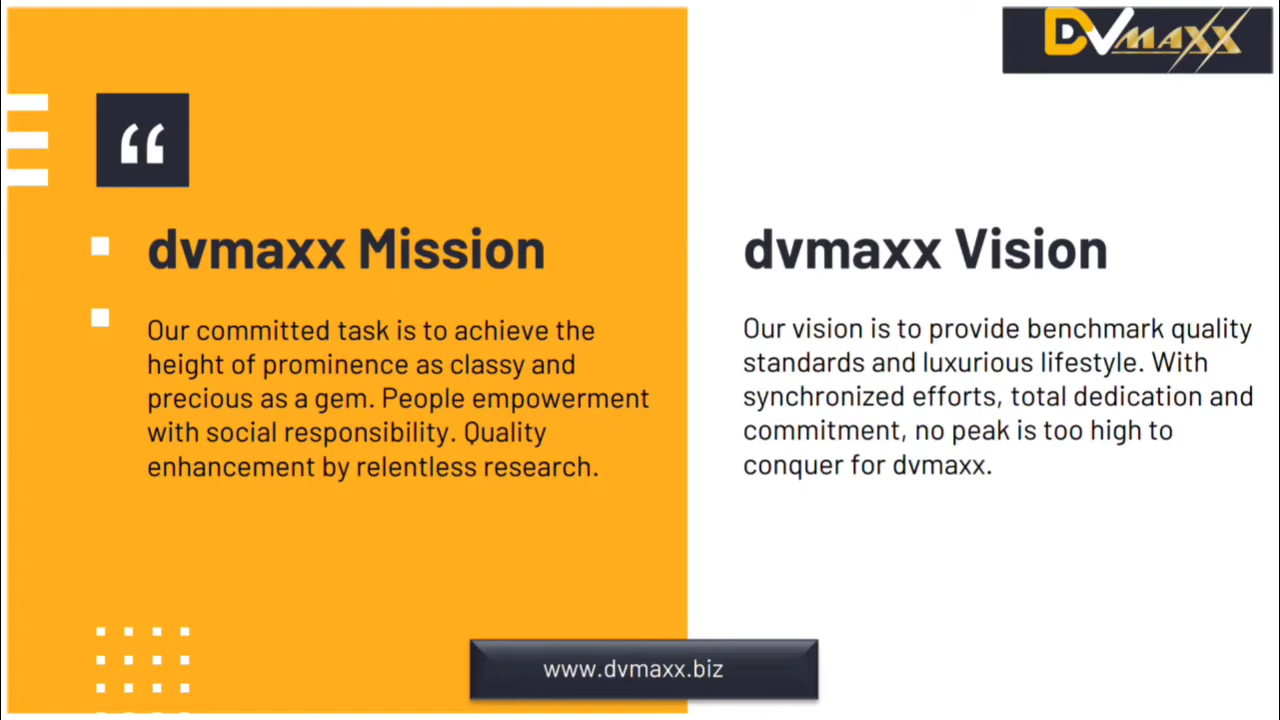 DVMAXX
“
dvmaxx Mission
Our committed task is to achieve the
height of prominence as classy and
precious as a gem. People empowerment
with social responsibility. Quality
enhancement by relentless research.
dvmaxx Vision
Our vision is to provide benchmark quality
standards and luxurious lifestyle. With
synchronized efforts, total dedication and
commitment, no peak is too high to
conquer for dvmaxx.
www.dvmaxx.biz